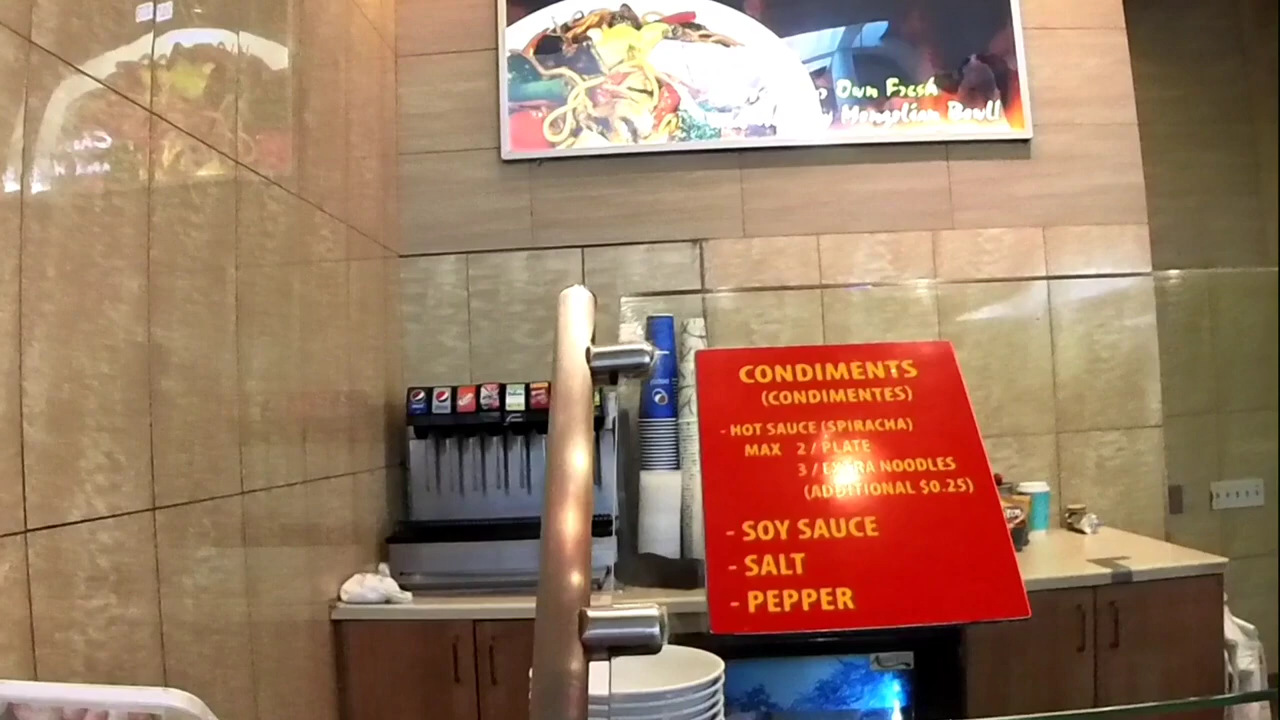 Own Fresh
Mongolian Bowl!
CONDIMENTS
(CONDIMENTES)
- HOT SAUCE (SPIRACHA)
MAX 2 / PLATE
3 / EXTRA NOODLES
(ADDITIONAL $0.25)
- SOY SAUCE
- SALT
- PEPPER